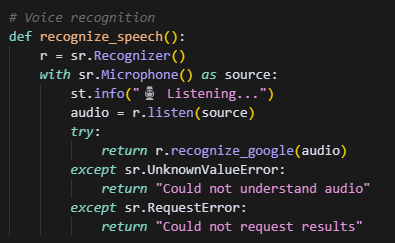 # Voice recognition
def recognize_speech():
    r = sr.Recognizer()
    with sr.Microphone() as source:
        st.info("🎙️ Listening...")
        audio = r.listen(source)
        try:
            return r.recognize_google(audio)
        except sr.UnknownValueError:
            return "Could not understand audio"
        except sr.RequestError:
            return "Could not request results"